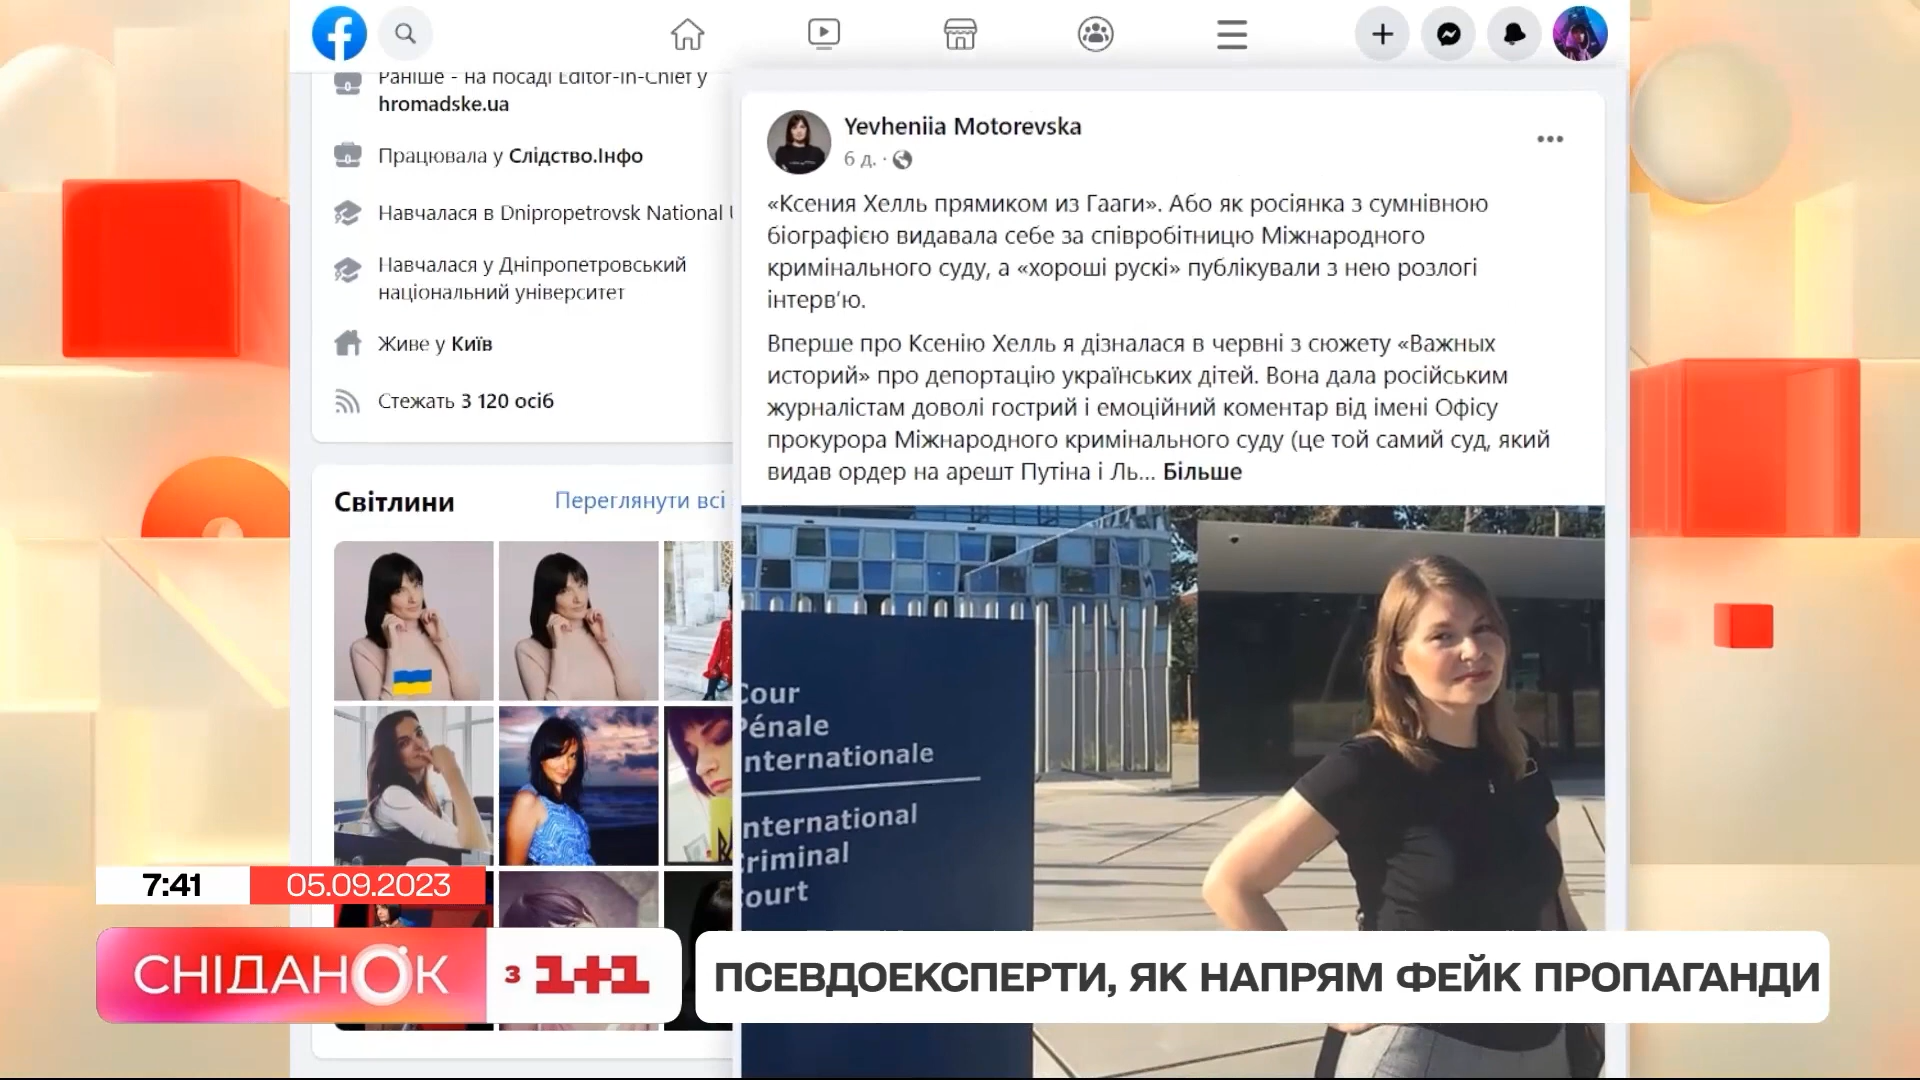 Раніше - на посаді Editor-in-Chief у
hromadske.ua
Працювала у Слідство.Інфо
Навчалася в Dnipropetrovsk National
Навчалася у Дніпропетровський
національний університет
Живе у Київ
Стежать 3 120 осіб
Світлини
Переглянути всі
Yevheniia Motorevska
6 д. ·
«Ксения Хелль прямиком из Гааги». Або як росіянка з сумнівною
біографією видавала себе за співробітницю Міжнародного
кримінального суду, а «хороші рускі» публікували з нею розлогі
інтерв’ю.
Вперше про Ксенію Хелль я дізналася в червні з сюжету «Важных
историй» про депортацію українських дітей. Вона дала російським
журналістам доволі гострий і емоційний коментар від імені Офісу
прокурора Міжнародного кримінального суду (це той самий суд, який
видав ордер на арешт Путіна і Ль... Більше
Cour
Pénale
Internationale
International
Criminal
Court
7:41 05.09.2023
СНІДАНОК з 1+1
ПСЕВДОЕКСПЕРТИ, ЯК НАПРЯМ ФЕЙК ПРОПАГАНДИ